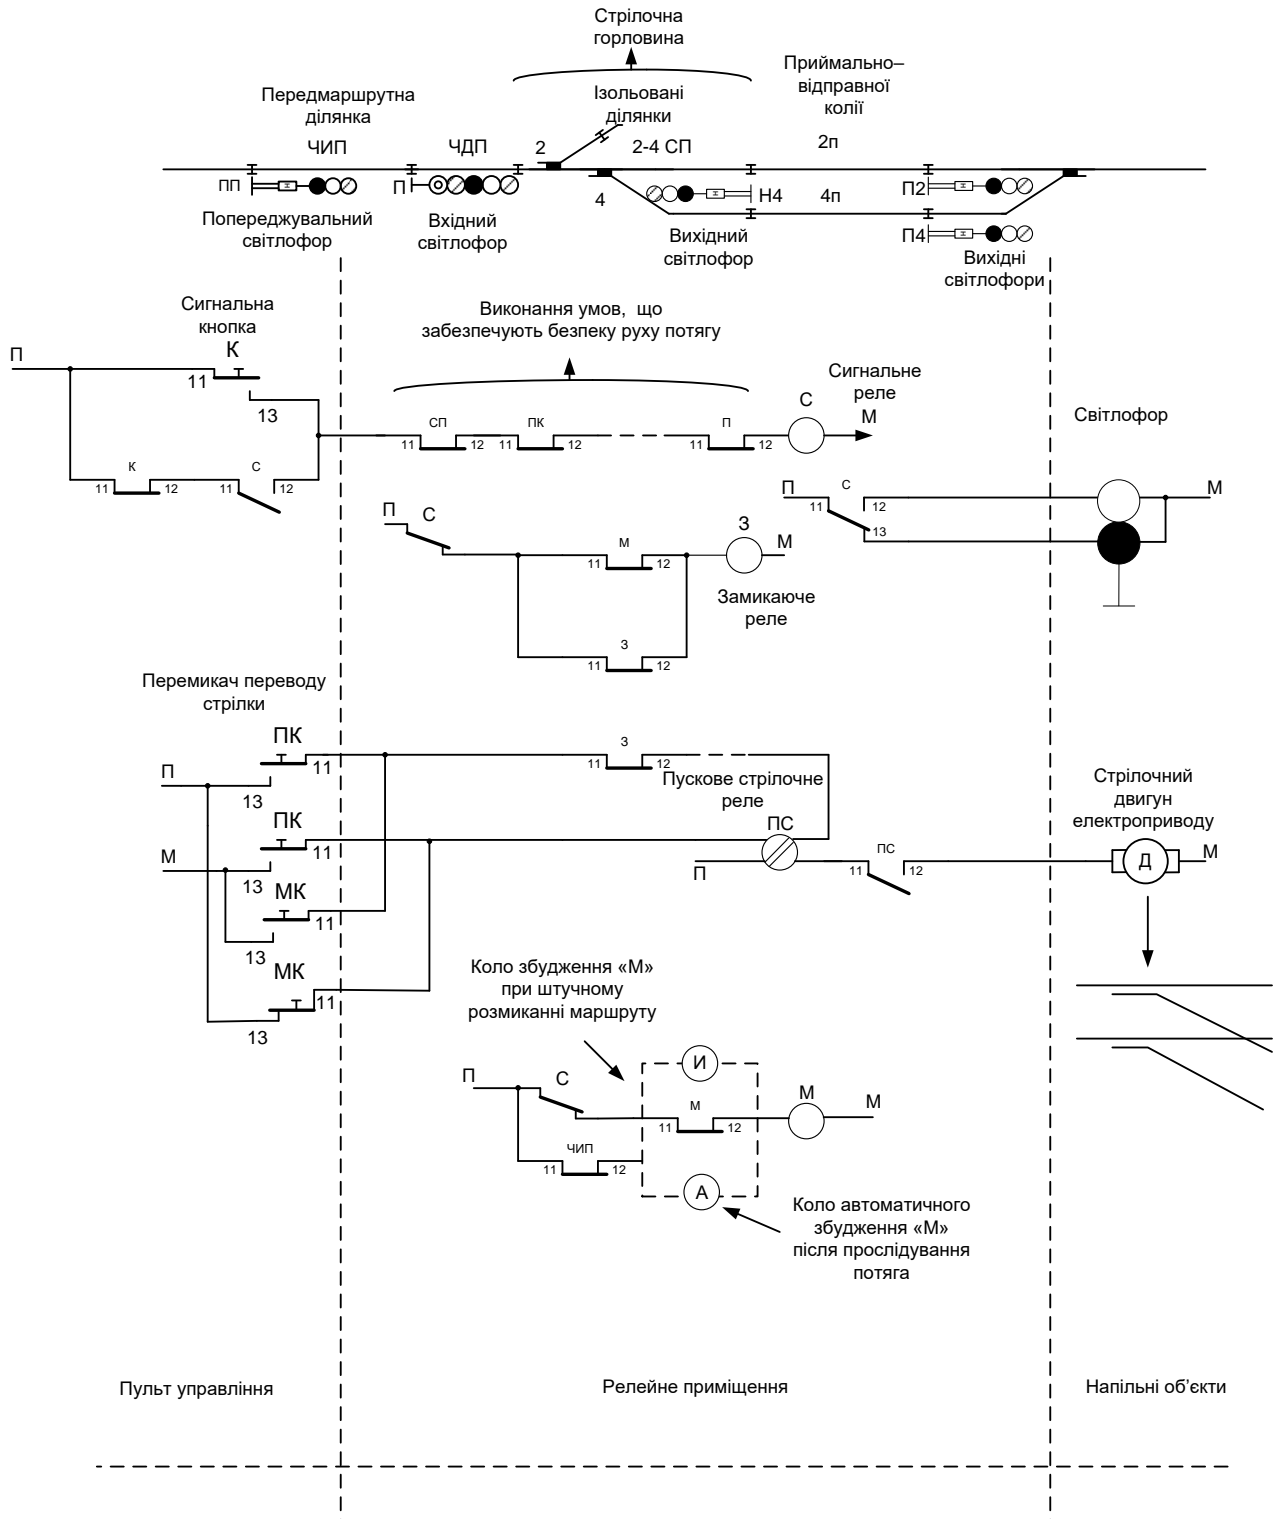 Стрілочна
горловина
Приймально–
відправної
колії
Передмаршрутна
ділянка
Ізольовані
ділянки
ЧИП
ЧДП
2
2-4 СП
2п
ПП
П
4
Н4
4п
П2
П4
Попереджувальний
світлофор
Вхідний
світлофор
Вихідний
світлофор
Вихідні
світлофори
Сигнальна
кнопка
Виконання умов, що
забезпечують безпеку руху потягу
П
К
11
13
Сигнальне
реле
С
М
Світлофор
СП
11
12
ПК
11
12
П
11
12
К
11
12
С
11
12
П
С
11
12
13
М
П
С
М
11
12
З
М
Замикаюче
реле
З
11
12
Перемикач переводу
стрілки
ПК
11
П
13
З
11
12
Пускове стрілочне
реле
Стрілочний
двигун
електроприводу
ПК
11
ПС
М
13
П
ПС
11
12
Д
М
МК
11
13
МК
11
13
Коло збудження «М»
при штучному
розмиканні маршруту
И
П
С
М
11
12
М
М
ЧИП
11
12
А
Коло автоматичного
збудження «М»
після прослідування
потяга
Пульт управління
Релейне приміщення
Напільні об’єкти